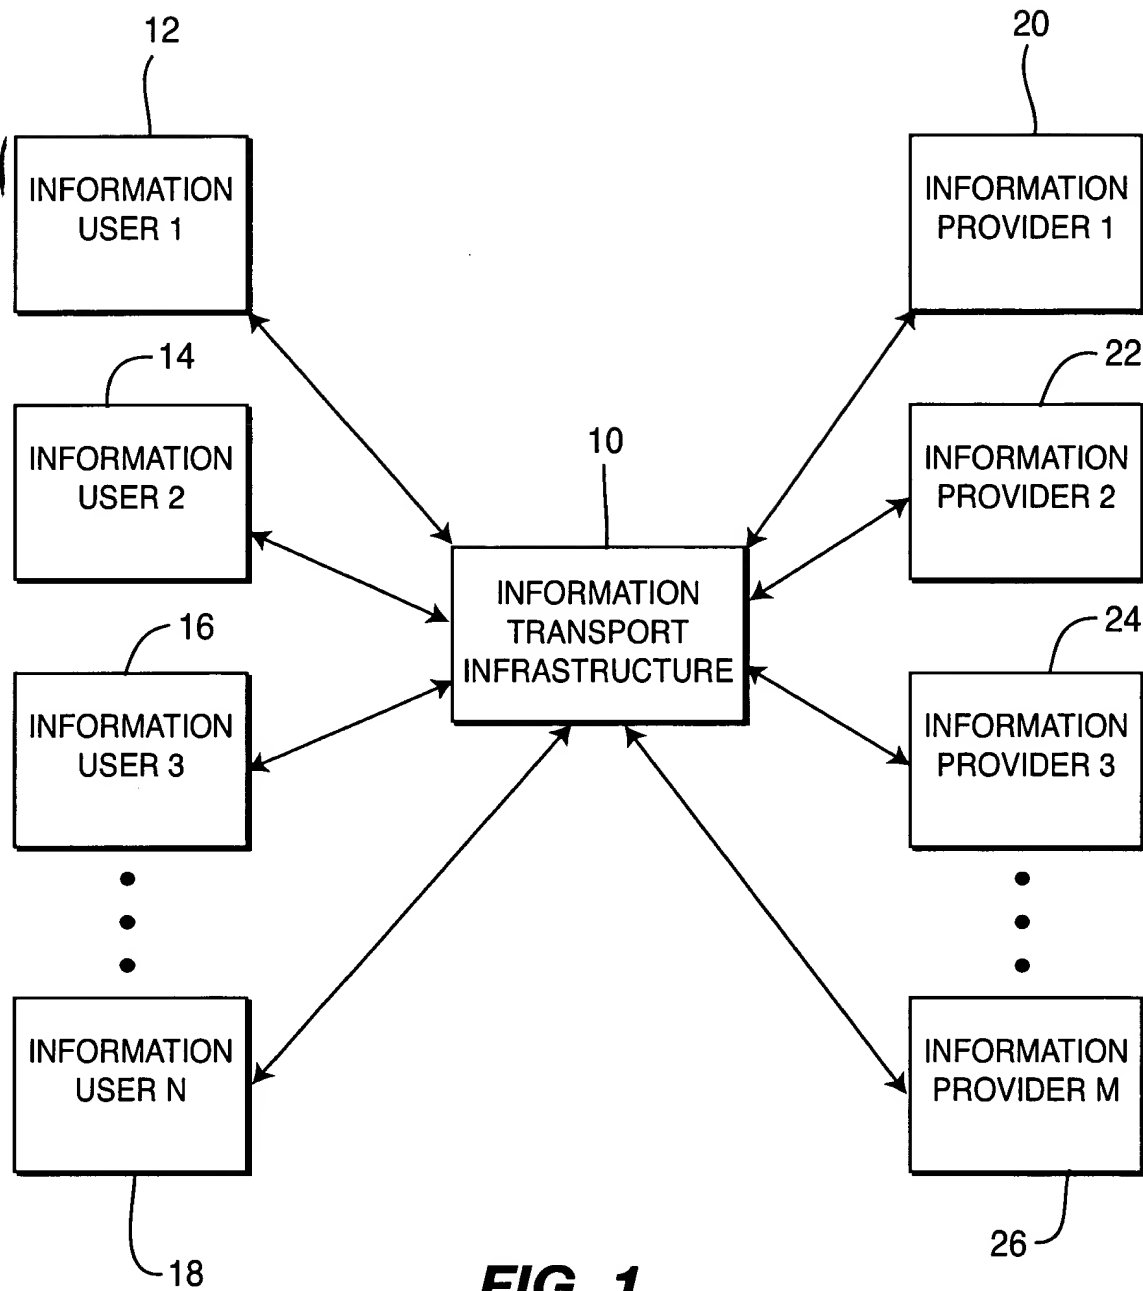 12
20
INFORMATION
USER 1
INFORMATION
PROVIDER 1
14
22
INFORMATION
USER 2
INFORMATION
PROVIDER 2
10
INFORMATION
TRANSPORT
INFRASTRUCTURE
16
24
INFORMATION
USER 3
INFORMATION
PROVIDER 3
INFORMATION
USER N
INFORMATION
PROVIDER M
18
26
FIG. 1